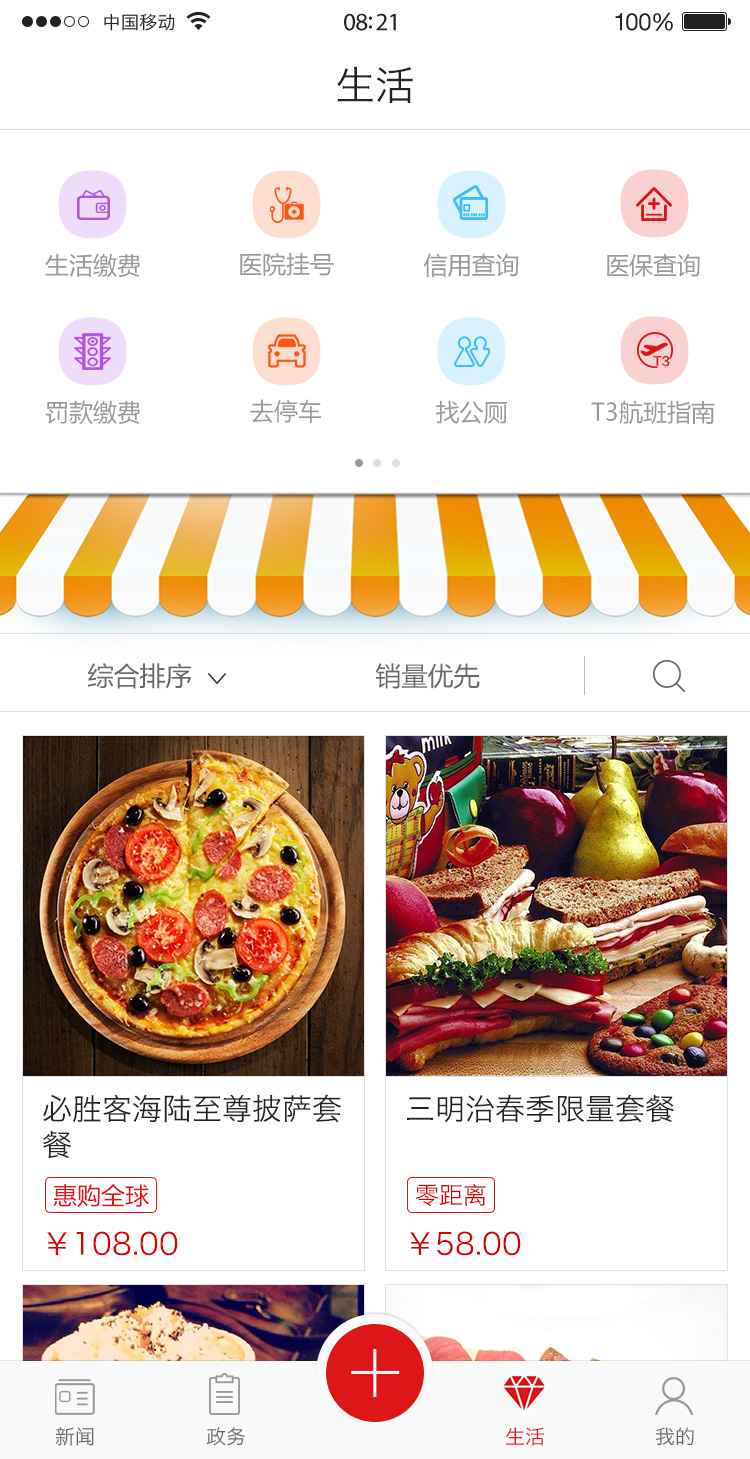 中国移动 08:21 100%
生活
生活缴费 医院挂号 信用查询 医保查询
T3
罚款缴费 去停车 找公厕 T3航班指南
综合排序 销量优先
milk
必胜客海陆至尊披萨套
餐
三明治春季限量套餐
惠购全球
零距离
￥108.00
￥58.00
新闻 政务 生活 我的